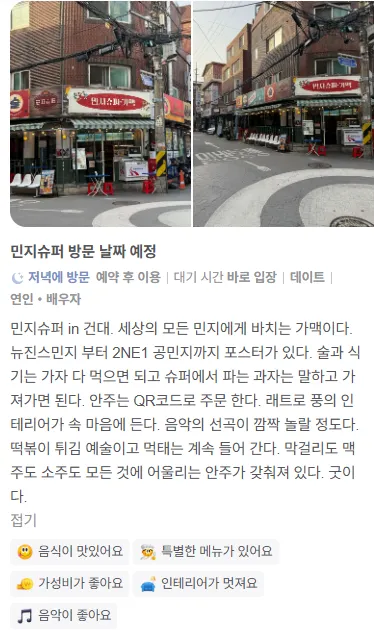 민지슈퍼·가맥
민지슈퍼·가맥
민지슈퍼 방문 날짜 예정
저녁에 방문 예약 후 이용 | 대기 시간 바로 입장 | 데이트 |
연인・배우자
민지슈퍼 in 건대. 세상의 모든 민지에게 바치는 가맥이다.
뉴진스민지 부터 2NE1 공민지까지 포스터가 있다. 술과 식
기는 가자 다 먹으면 되고 슈퍼에서 파는 과자는 말하고 가
져가면 된다. 안주는 QR코드로 주문 한다. 래트로 풍의 인
테리어가 속 마음에 든다. 음악의 선곡이 깜짝 놀랄 정도다.
떡볶이 튀김 예술이고 먹태는 계속 들어 간다. 막걸리도 맥
주도 소주도 모든 것에 어울리는 안주가 갖춰져 있다. 굿이
다.
접기
음식이 맛있어요
특별한 메뉴가 있어요
가성비가 좋아요
인테리어가 멋져요
음악이 좋아요